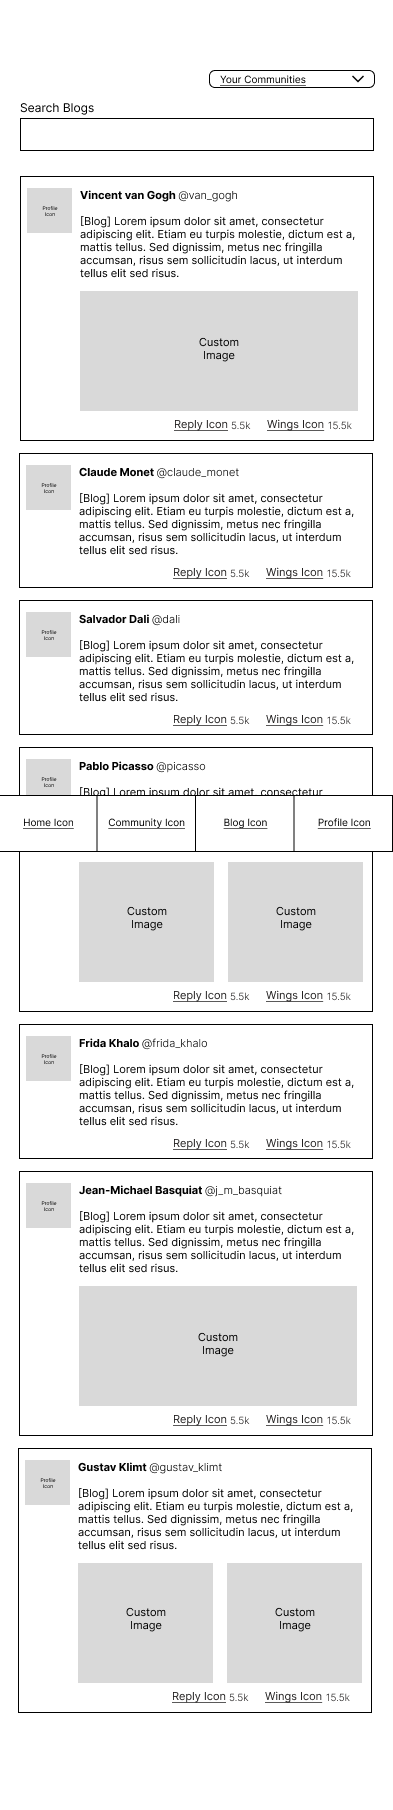 Your Communities
Search Blogs
Profile
Icon
Vincent van Gogh @van_gogh
[Blog] Lorem ipsum dolor sit amet, consectetur
adipiscing elit. Etiam eu turpis molestie, dictum est a,
mattis tellus. Sed dignissim, metus nec fringilla
accumsan, risus sem sollicitudin lacus, ut interdum
tellus elit sed risus.
Custom
Image
Reply Icon 5.5k Wings Icon 15.5k
Profile
Icon
Claude Monet @claude_monet
[Blog] Lorem ipsum dolor sit amet, consectetur
adipiscing elit. Etiam eu turpis molestie, dictum est a,
mattis tellus. Sed dignissim, metus nec fringilla
accumsan, risus sem sollicitudin lacus, ut interdum
tellus elit sed risus.
Reply Icon 5.5k Wings Icon 15.5k
Profile
Icon
Salvador Dali @dali
[Blog] Lorem ipsum dolor sit amet, consectetur
adipiscing elit. Etiam eu turpis molestie, dictum est a,
mattis tellus. Sed dignissim, metus nec fringilla
accumsan, risus sem sollicitudin lacus, ut interdum
tellus elit sed risus.
Reply Icon 5.5k Wings Icon 15.5k
Profile
Icon
Pablo Picasso @picasso
[Blog] Lorem ipsum dolor sit amet, consectetur
Home Icon Community Icon Blog Icon Profile Icon
Custom
Image
Custom
Image
Reply Icon 5.5k Wings Icon 15.5k
Profile
Icon
Frida Khalo @frida_khalo
[Blog] Lorem ipsum dolor sit amet, consectetur
adipiscing elit. Etiam eu turpis molestie, dictum est a,
mattis tellus. Sed dignissim, metus nec fringilla
accumsan, risus sem sollicitudin lacus, ut interdum
tellus elit sed risus.
Reply Icon 5.5k Wings Icon 15.5k
Profile
Icon
Jean-Michael Basquiat @j_m_basquiat
[Blog] Lorem ipsum dolor sit amet, consectetur
adipiscing elit. Etiam eu turpis molestie, dictum est a,
mattis tellus. Sed dignissim, metus nec fringilla
accumsan, risus sem sollicitudin lacus, ut interdum
tellus elit sed risus.
Custom
Image
Reply Icon 5.5k Wings Icon 15.5k
Profile
Icon
Gustav Klimt @gustav_klimt
[Blog] Lorem ipsum dolor sit amet, consectetur
adipiscing elit. Etiam eu turpis molestie, dictum est a,
mattis tellus. Sed dignissim, metus nec fringilla
accumsan, risus sem sollicitudin lacus, ut interdum
tellus elit sed risus.
Custom
Image
Custom
Image
Reply Icon 5.5k Wings Icon 15.5k